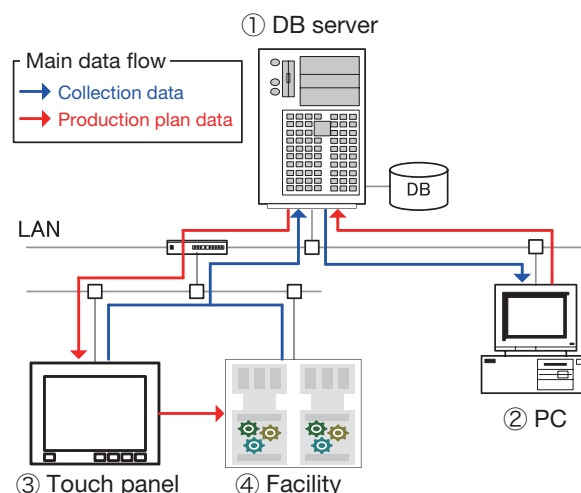 ① DB server
Main data flow
Collection data
Production plan data
DB
LAN
② PC
③ Touch panel
④ Facility